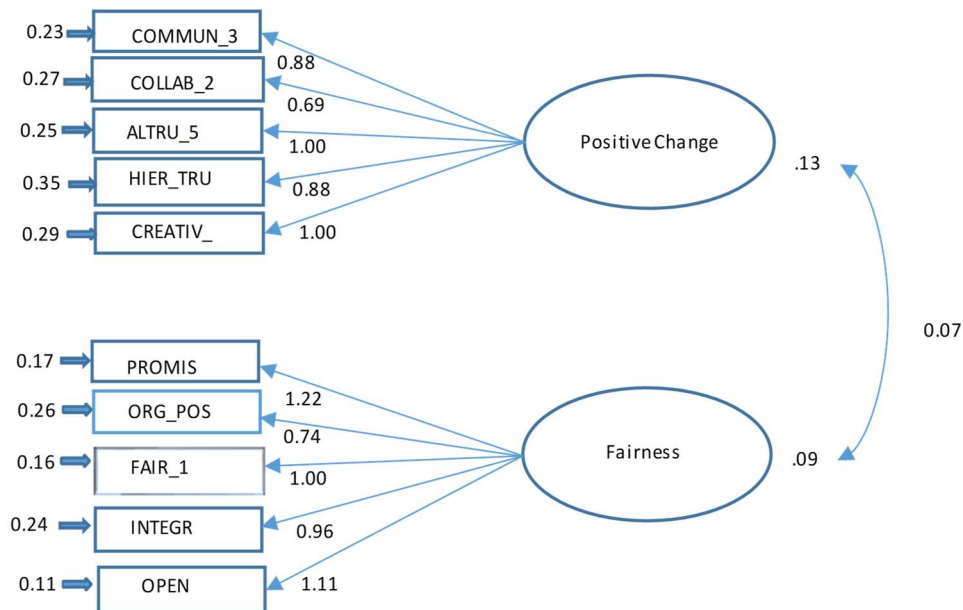 0.23
COMMUN_3
0.88
0.27
COLLAB_2
0.69
0.25
ALTRU_5
1.00
0.35
HIER_TRU
0.88
0.29
CREATIV_
1.00
Positive Change
.13
0.07
0.17
PROMIS
1.22
0.26
ORG_POS
0.74
0.16
FAIR_1
1.00
0.24
INTEGR
0.96
0.11
OPEN
1.11
Fairness
.09